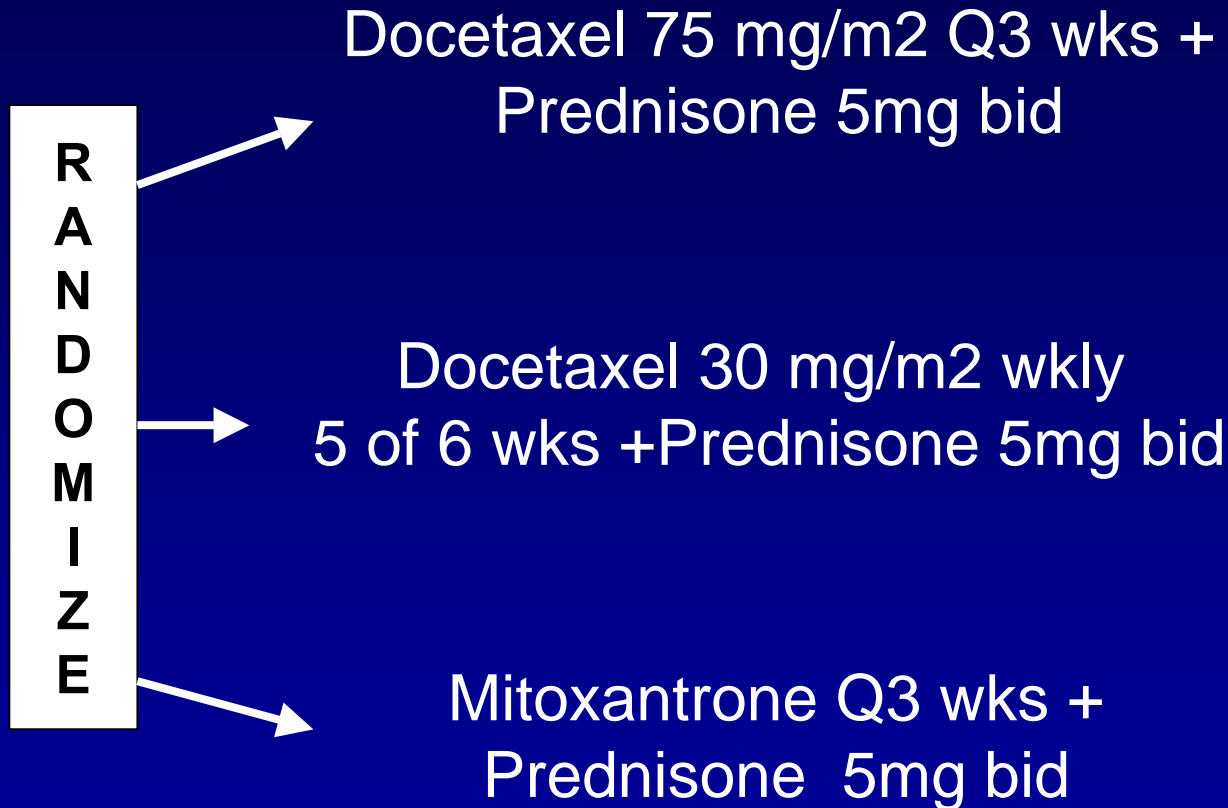 Docetaxel 75 mg/m2 Q3 wks +
Prednisone 5mg bid
R
A
N
D
O
M
I
Z
E
Docetaxel 30 mg/m2 wkly
5 of 6 wks +Prednisone 5mg bid
Mitoxantrone Q3 wks +
Prednisone  5mg bid